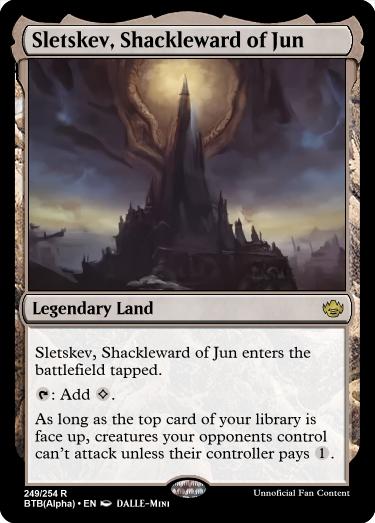 Sletskev, Shackleward of Jun
Legendary Land
Sletskev, Shackleward of Jun enters the
battlefield tapped.
: Add .
As long as the top card of your library is
face up, creatures your opponents control
can't attack unless their controller pays 1.
249/254 R
BTB(Alpha) • EN DALLE-Mini
Unofficial Fan Content